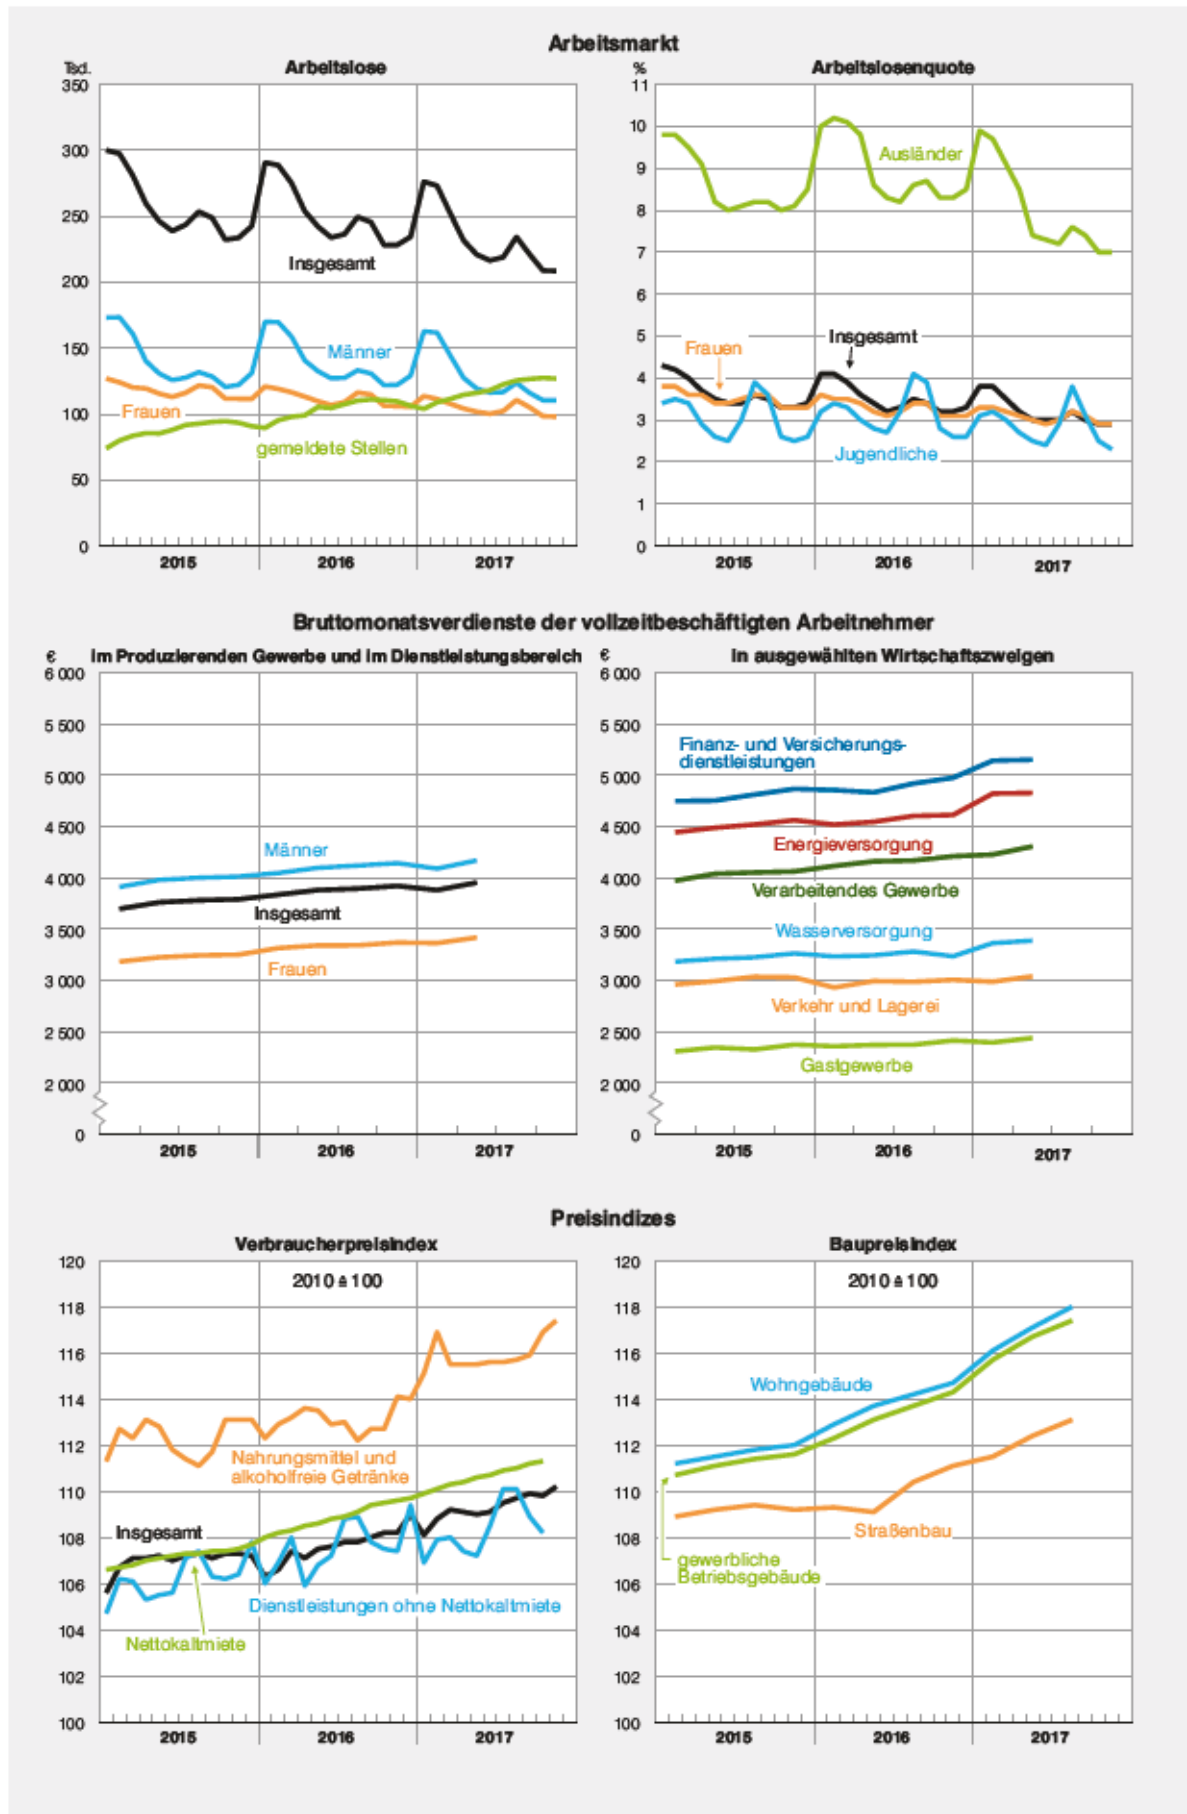 Arbeitsmarkt
Arbeitslose
Tsd.
350
300
250
200
150
100
50
0
Insgesamt
Männer
Frauen
gemeldete Stellen
2015 2016 2017
Arbeitslosenquote
%
11
10
9
8
7
6
5
4
3
2
1
0
Ausländer
Insgesamt
Frauen
Jugendliche
2015 2016 2017
Bruttomonatsverdienste der vollzeitbeschäftigten Arbeitnehmer
Im Produzierenden Gewerbe und im Dienstleistungsbereich
€
6 000
5 500
5 000
4 500
4 000
3 500
3 000
2 500
2 000
0
Männer
Insgesamt
Frauen
2015 2016 2017
In ausgewählten Wirtschaftszweigen
€
6 000
5 500
5 000
4 500
4 000
3 500
3 000
2 500
2 000
0
Finanz- und Versicherungs-
dienstleistungen
Energieversorgung
Verarbeitendes Gewerbe
Wasserversorgung
Verkehr und Lagerei
Gastgewerbe
2015 2016 2017
Preisindizes
Verbraucherpreisindex
2010 ≙ 100
120
118
116
114
112
110
108
106
104
102
100
Nahrungsmittel und
alkoholfreie Getränke
Insgesamt
Dienstleistungen ohne Nettokaltmiete
Nettokaltmiete
2015 2016 2017
Baupreisindex
2010 ≙ 100
120
118
116
114
112
110
108
106
104
102
100
Wohngebäude
Straßenbau
gewerbliche
Betriebsgebäude
2015 2016 2017